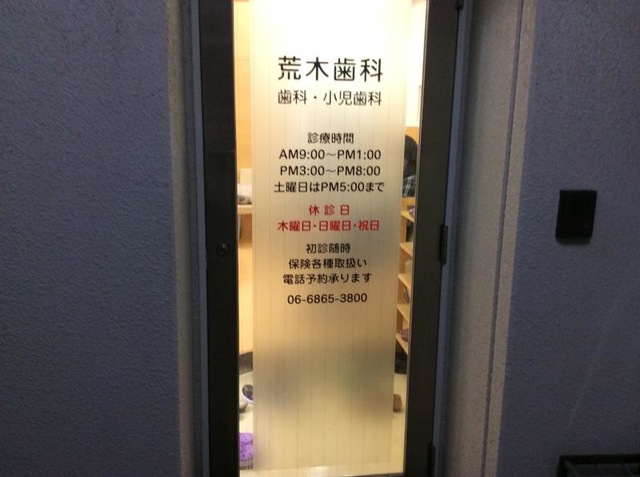 荒木歯科
歯科・小児歯科
診療時間
AM9:00～PM1:00
PM3:00～PM8:00
土曜日はPM5:00まで
休診日
木曜日・日曜日・祝日
初診随時
保険各種取扱い
電話予約承ります
06-6865-3800